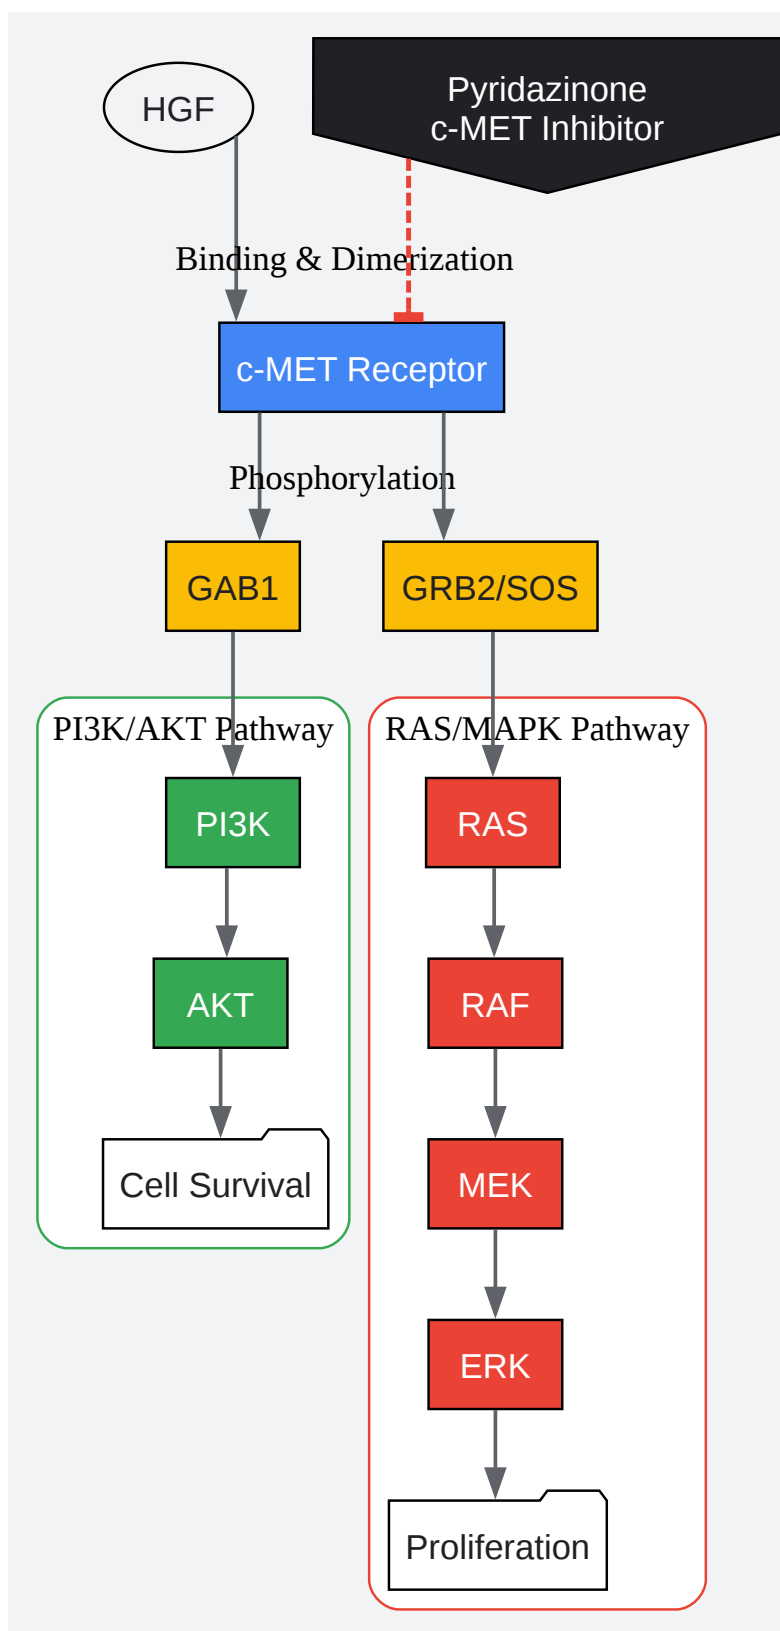 HGF
Pyridazinone
c-MET Inhibitor
Binding & Dimerization
c-MET Receptor
Phosphorylation
GAB1
GRB2/SOS
PI3K/AKT Pathway
RAS/MAPK Pathway
PI3K
RAS
AKT
RAF
Cell Survival
MEK
ERK
Proliferation